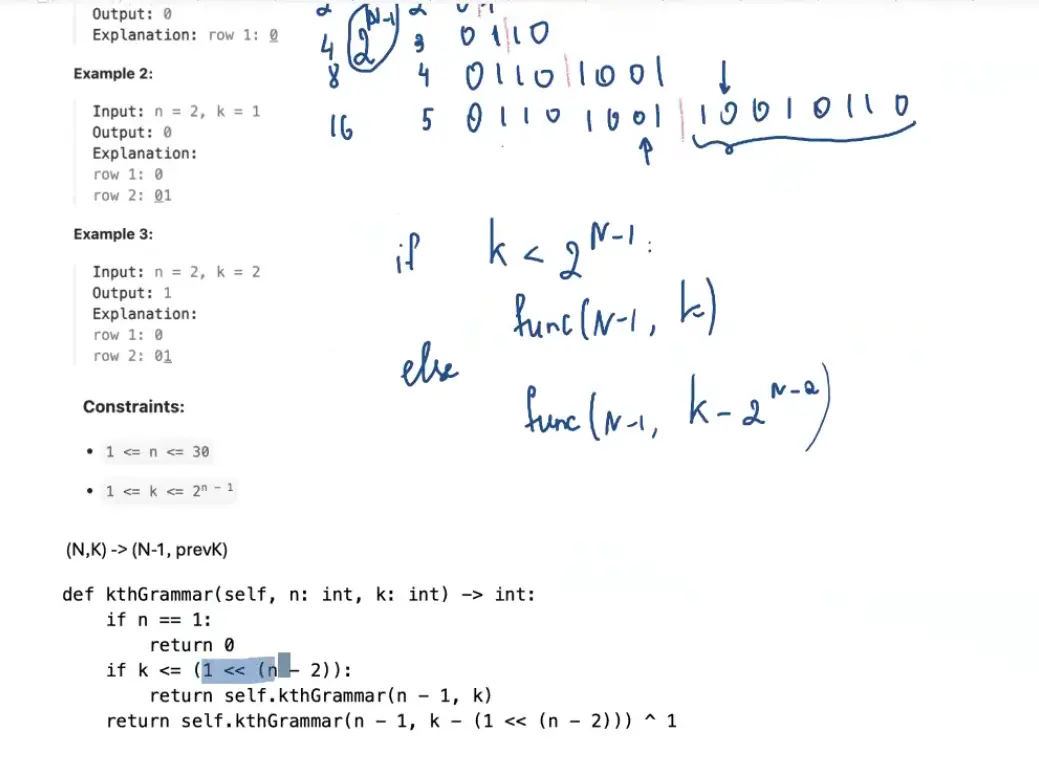 Output: 0
Explanation: row 1: 0
Example 2:
Input: n = 2, k = 1
Output: 0
Explanation:
row 1: 0
row 2: 01
Example 3:
Input: n = 2, k = 2
Output: 1
Explanation:
row 1: 0
row 2: 01
Constraints:
• 1 <= n <= 30
• 1 <= k <= 2ⁿ⁻¹
2 2
4 2^N-1 3 0 1 1 0
8 4 0 1 1 0 1 0 0 1
16 5 0 1 1 0 1 0 0 1 1 0 0 1 0 1 1 0
if k < 2^N-1:
func(N-1, k)
else
func(N-1, k - 2^N-2)
(N,K) -> (N-1, prevK)
def kthGrammar(self, n: int, k: int) -> int:
if n == 1:
return 0
if k <= (1 << (n - 2)):
return self.kthGrammar(n - 1, k)
return self.kthGrammar(n - 1, k - (1 << (n - 2))) ^ 1